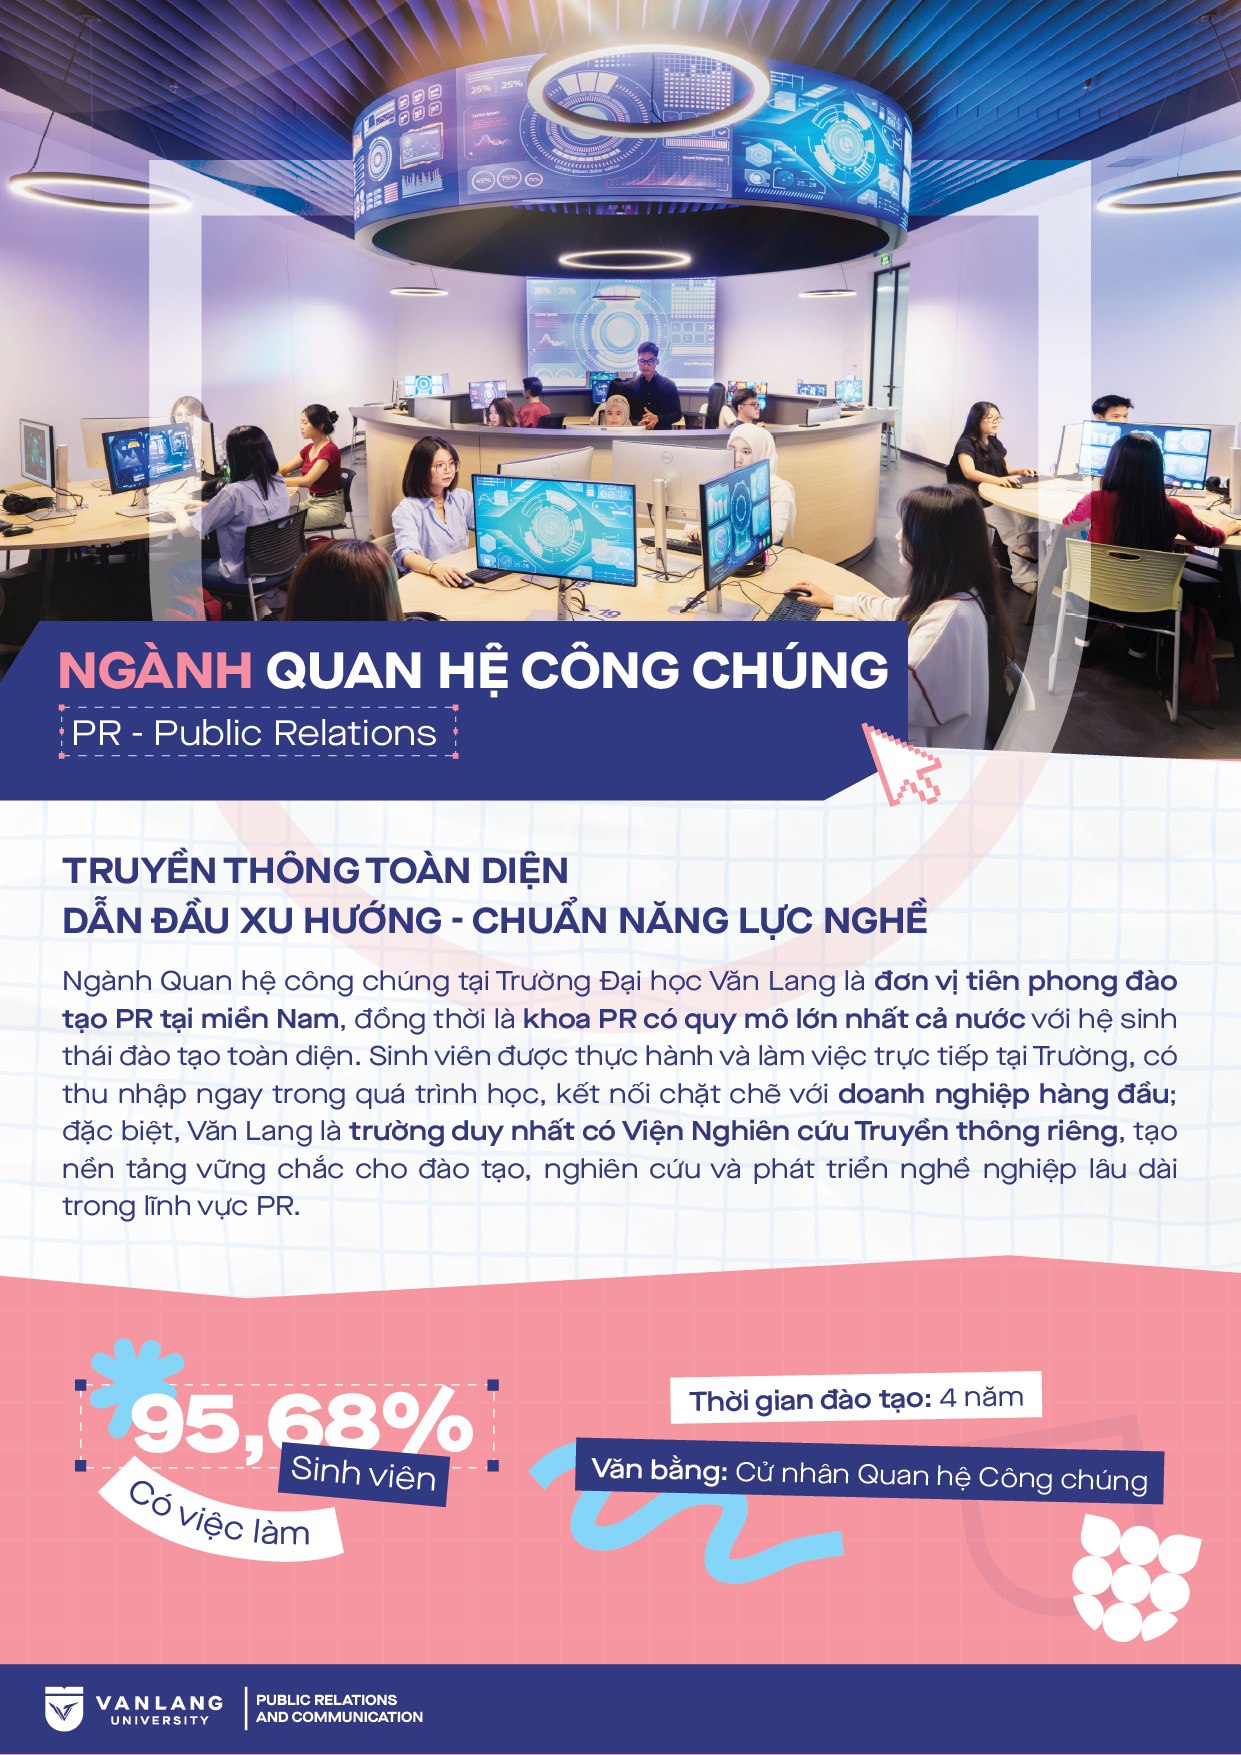 25% 25%
Lorem ipsum
45% 75%
25.28
NGÀNH QUAN HỆ CÔNG CHÚNG
PR - Public Relations
TRUYỀN THÔNG TOÀN DIỆN
DẪN ĐẦU XU HƯỚNG - CHUẨN NĂNG LỰC NGHỀ
Ngành Quan hệ công chúng tại Trường Đại học Văn Lang là đơn vị tiên phong đào
tạo PR tại miền Nam, đồng thời là khoa PR có quy mô lớn nhất cả nước với hệ sinh
thái đào tạo toàn diện. Sinh viên được thực hành và làm việc trực tiếp tại Trường, có
thu nhập ngay trong quá trình học, kết nối chặt chẽ với doanh nghiệp hàng đầu;
đặc biệt, Văn Lang là trường duy nhất có Viện Nghiên cứu Truyền thông riêng, tạo
nền tảng vững chắc cho đào tạo, nghiên cứu và phát triển nghề nghiệp lâu dài
trong lĩnh vực PR.
95,68%
Sinh viên
Có việc làm
Thời gian đào tạo: 4 năm
Văn bằng: Cử nhân Quan hệ Công chúng
VANLANG
UNIVERSITY
PUBLIC RELATIONS
AND COMMUNICATION